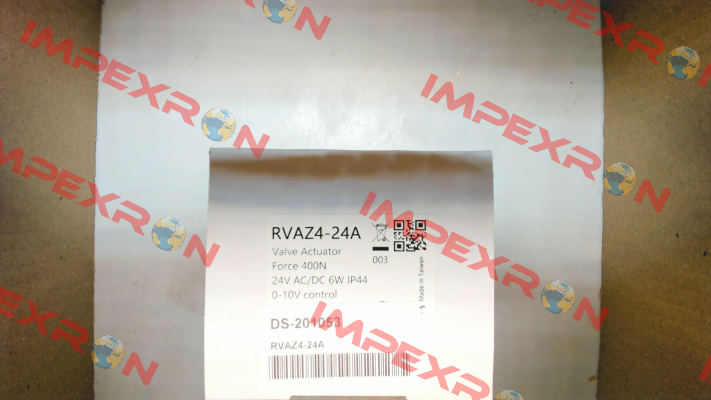 RVAZ4-24A
Valve Actuator
Force 400N
24V AC/DC 6W IP44
0-10V control
003
Made in Taiwan
DS-201053
RVAZ4-24A
IMPEXRON
IMPEXRON
IMPEXRON
IMPEXRON
IMPEXRON
IMPEXRON
IMPEXRON